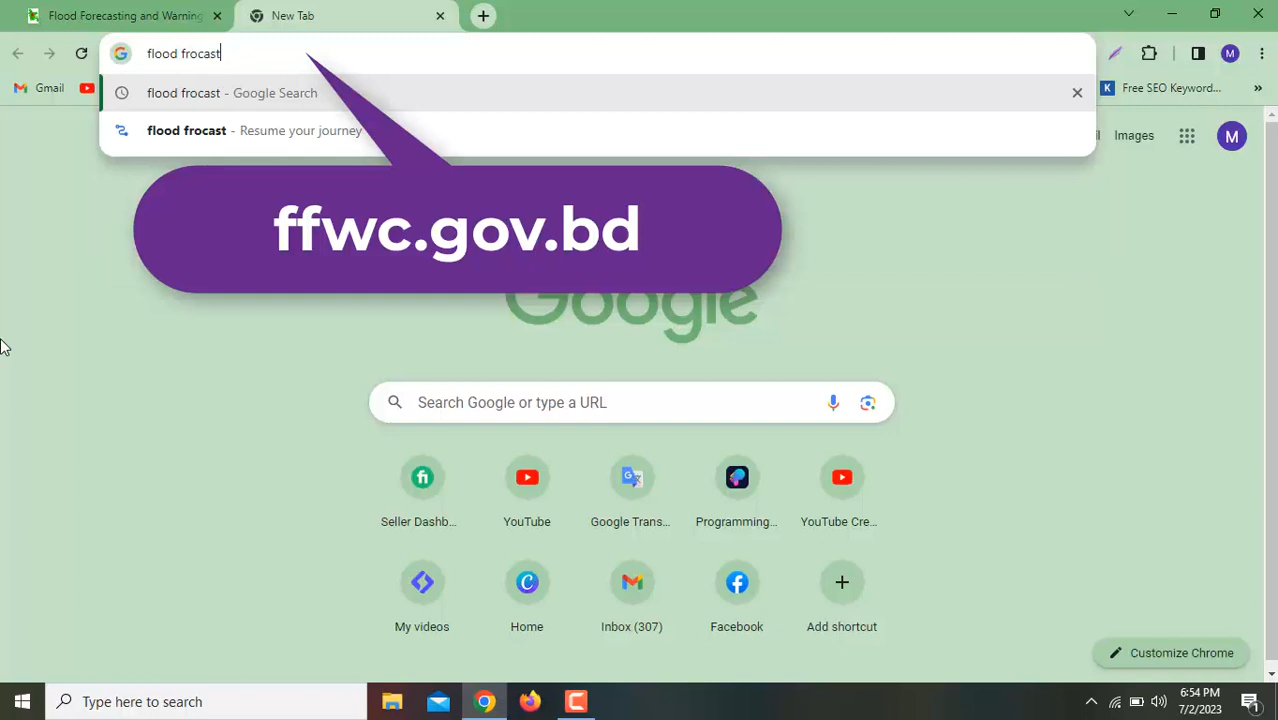 Flood Forecasting and Warning
New Tab
flood frocast
flood frocast - Google Search
flood frocast - Resume your journey
M
Gmail
K Free SEO Keyword...
»
Images
M
ffwc.gov.bd
Google
Search Google or type a URL
Seller Dashb...
YouTube
Google Trans...
Programming...
YouTube Cre...
My videos
Home
Inbox (307)
Facebook
Add shortcut
Customize Chrome
Type here to search
6:54 PM
7/2/2023
1